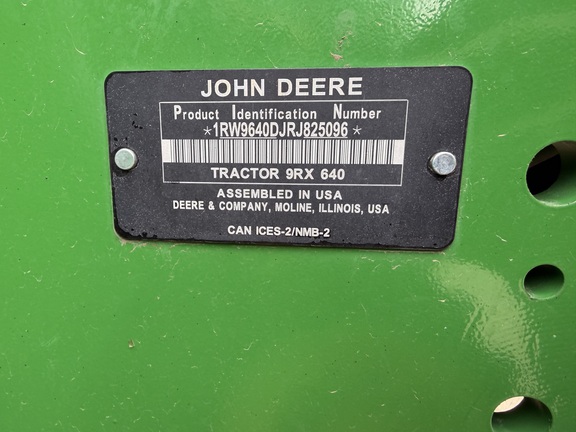 JOHN DEERE
Product Identification Number
*1RW9640DJRJ825096*
TRACTOR 9RX 640
ASSEMBLED IN USA
DEERE & COMPANY, MOLINE, ILLINOIS, USA
CAN ICES-2/NMB-2